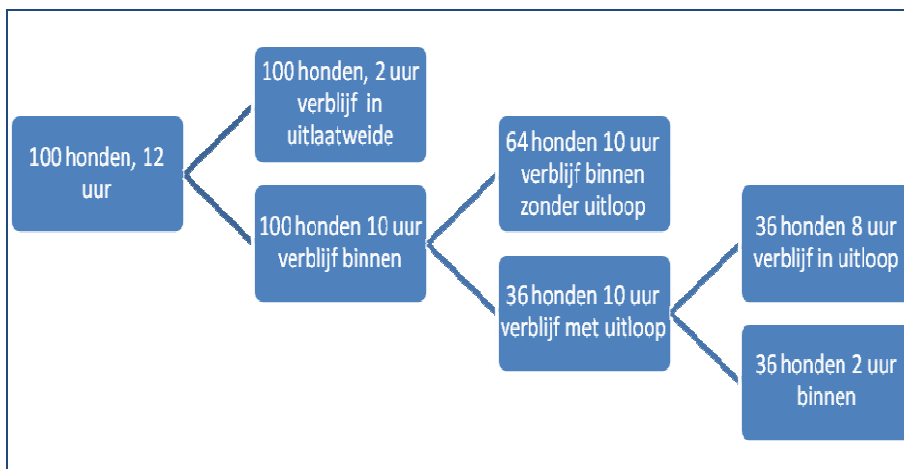 100 honden, 12
uur
100 honden, 2 uur
verblijf in
uitlaatweide
100 honden 10 uur
verblijf binnen
64 honden 10 uur
verblijf binnen
zonder uitloop
36 honden 10 uur
verblijf met uitloop
36 honden 8 uur
verblijf in uitloop
36 honden 2 uur
binnen